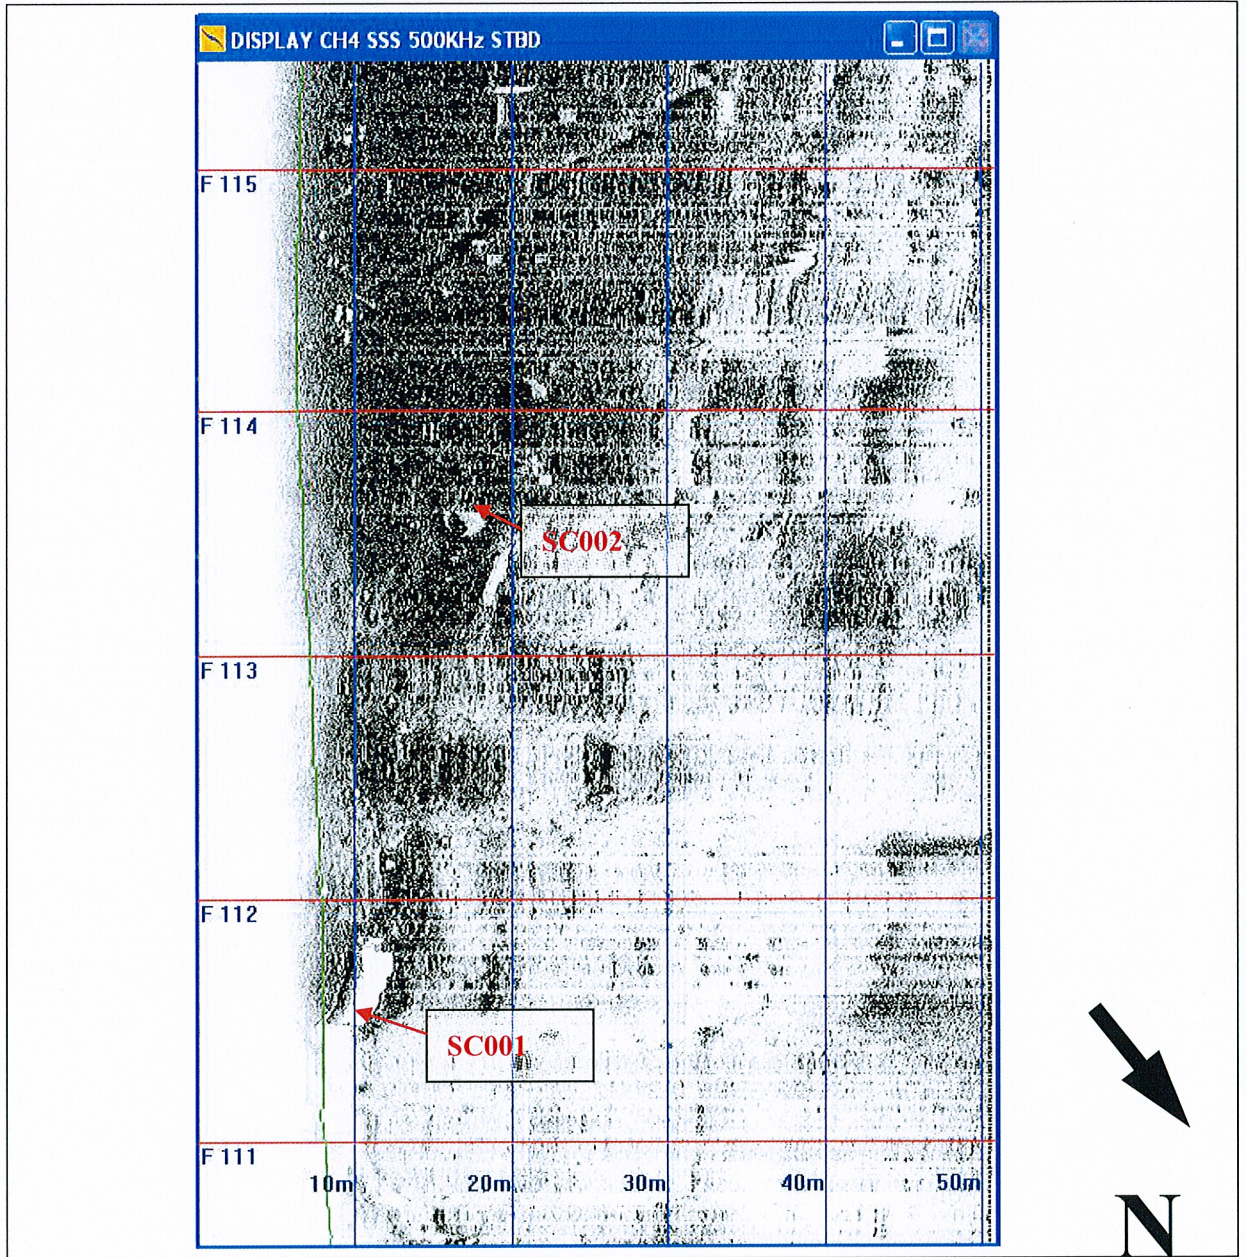 DISPLAY CH4 SSS 500KHz STBD
F 115
F 114
SC002
F 113
F 112
SC001
F 111
10m 20m 30m 40m 50m
N